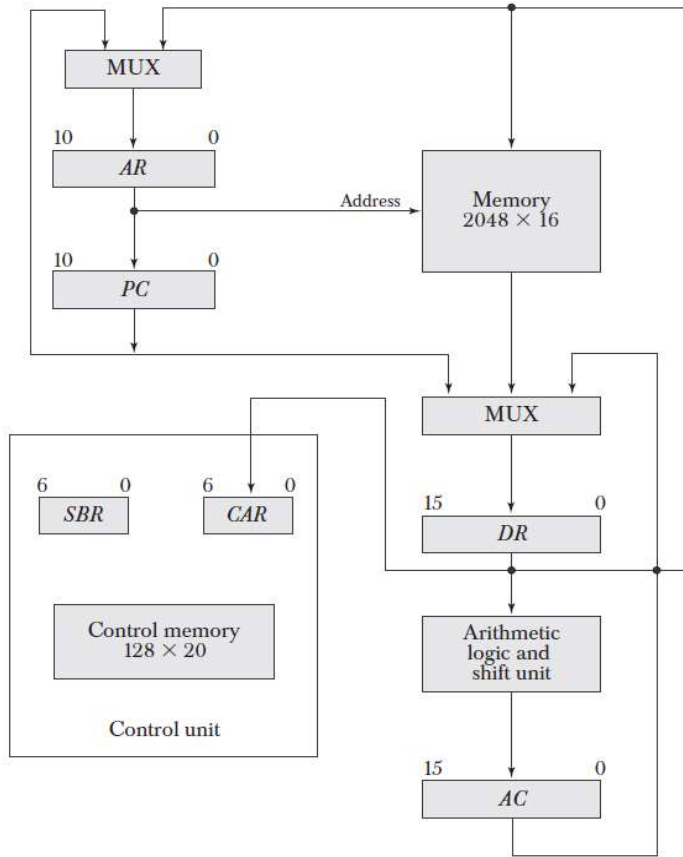 MUX
10 0
AR
Address
Memory
2048 × 16
10 0
PC
MUX
6 0
SBR
6 0
CAR
15 0
DR
Control memory
128 × 20
Arithmetic
logic and
shift unit
Control unit
15 0
AC